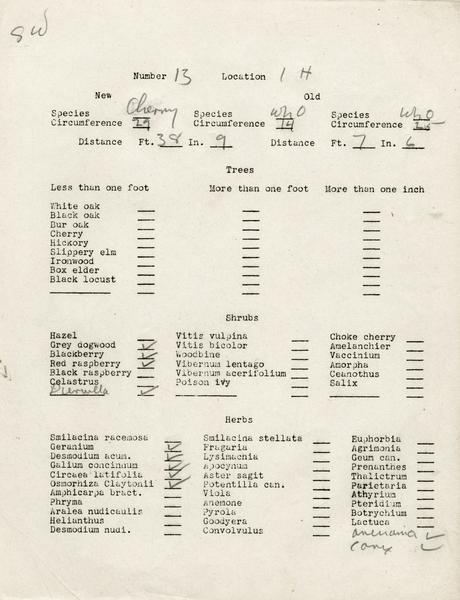 SW
Number 13 Location 1 H
New Old
Species Cherry Species Who Species Who
Circumference 29 Circumference 14 Circumference
Distance Ft. 38 In. 9 Distance Ft. 7 In. 6
Trees
Less than one foot More than one foot More than one inch
White oak
Black oak
Bur oak
Cherry
Hickory
Slippery elm
Ironwood
Box elder
Black locust
Shrubs
Hazel Vitis vulpina Choke cherry
Grey dogwood ✓ Vitis bicolor Amelanchier
Blackberry ✓ Woodbine Vaccinium
Red raspberry ✓ Vibernum lentago Amorpha
Black raspberry Vibernum acerifolium Ceanothus
Celastrus Poison ivy Salix
Diervilla ✓
Herbs
Smilacina racemosa Smilacina stellata Euphorbia
Geranium ✓ Fragaria Agrimonia
Desmodium acum. ✓ Lysimachia Geum can.
Galium concinnum ✓ Apocynum Prenanthes
Circaea latifolia ✓ Aster sagit Thalictrum
Osmorhiza Claytonii ✓ Potentilla can. Parietaria
Amphicarpa bract. Viola Athyrium
Phryma Anemone Pteridium
Aralea nudicaulis Pyrola Botrychium
Helianthus Goodyera Lactuca
Desmodium nudi. Convolvulus
Carex ✓